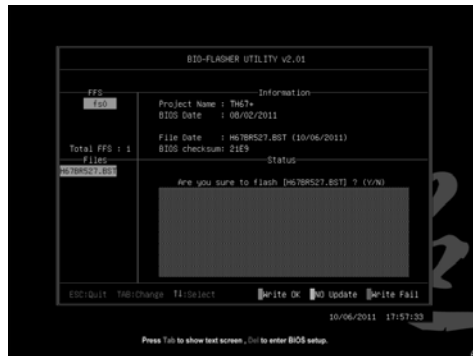 BIO-FLASHER UTILITY v2.01
FFS
Information
fs0
Project Name : TH67+
BIOS Date : 08/02/2011
File Date : H67BR527.BST (10/06/2011)
Total FFS : 1
BIOS checksum: 21E9
Files
Status
H67BR527.BST
Are you sure to flash [H67BR527.BST] ? (Y/N)
ESC:Quit TAB:Change ↑↓:Select Write OK NO Update Write Fail
10/06/2011 17:57:33
Press Tab to show text screen , Del to enter BIOS setup.